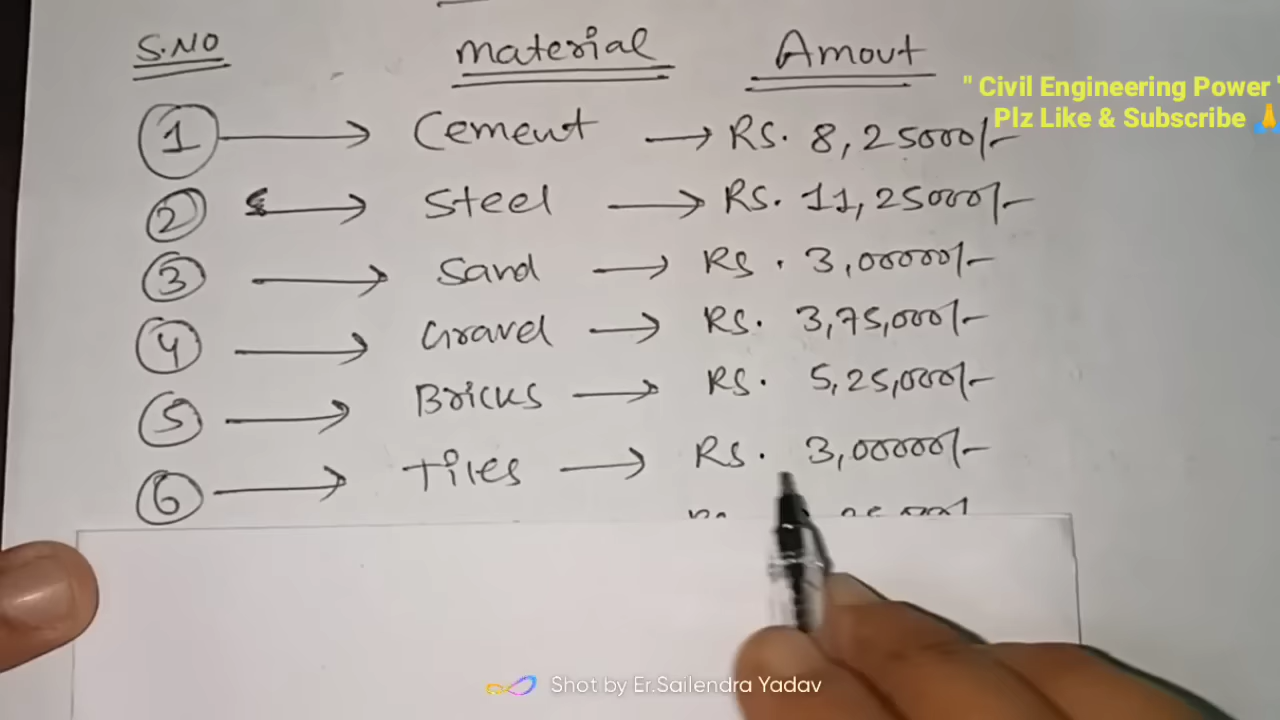 S.NO Material Amout
" Civil Engineering Power "
Plz Like & Subscribe 🙏
1 → Cement → RS. 8,25000/-
2 → Steel → RS. 11,25000/-
3 → Sand → RS. 3,00000/-
4 → Gravel → RS. 3,75,000/-
5 → Bricks → RS. 5,25,000/-
6 → Tiles → RS. 3,00000/-
Shot by Er.Sailendra Yadav